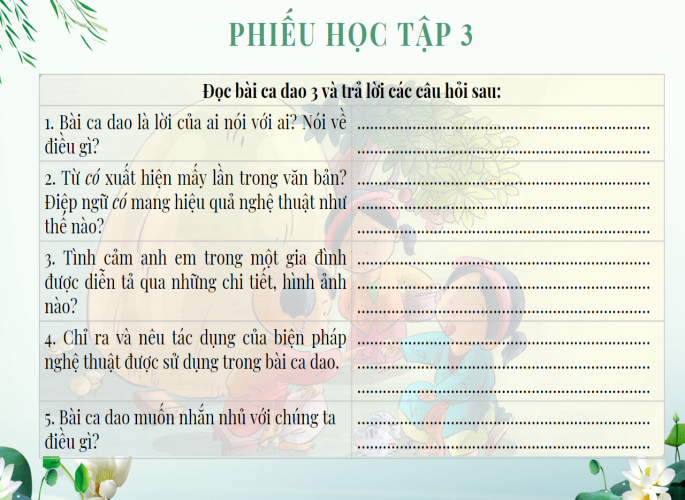 PHIẾU HỌC TẬP 3
Đọc bài ca dao 3 và trả lời các câu hỏi sau:
1. Bài ca dao là lời của ai nói với ai? Nói về
điều gì?
................................................................
................................................................
2. Từ có xuất hiện mấy lần trong văn bản?
Điệp ngữ có mang hiệu quả nghệ thuật như
thế nào?
................................................................
................................................................
................................................................
3. Tình cảm anh em trong một gia đình
được diễn tả qua những chi tiết, hình ảnh
nào?
................................................................
................................................................
................................................................
4. Chỉ ra và nêu tác dụng của biện pháp
nghệ thuật được sử dụng trong bài ca dao.
................................................................
................................................................
................................................................
5. Bài ca dao muốn nhắn nhủ với chúng ta
điều gì?
................................................................
................................................................